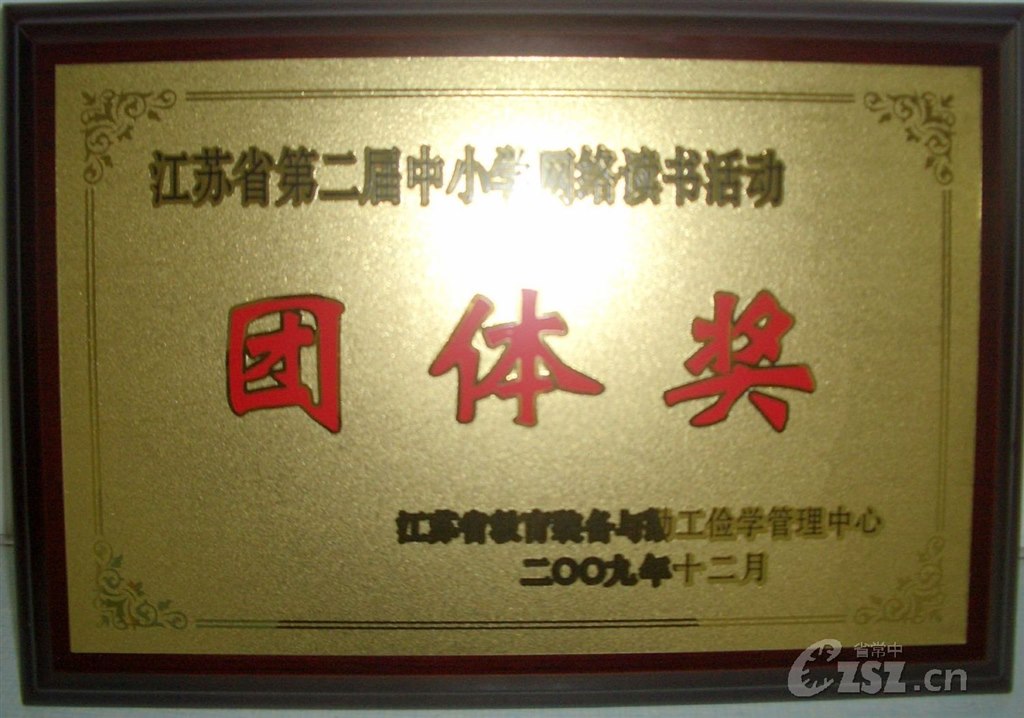 江苏省第二届中小学网络读书活动
团体奖
江苏省教育装备与勤工俭学管理中心
二〇〇九年十二月
省常中
CZSZ.cn